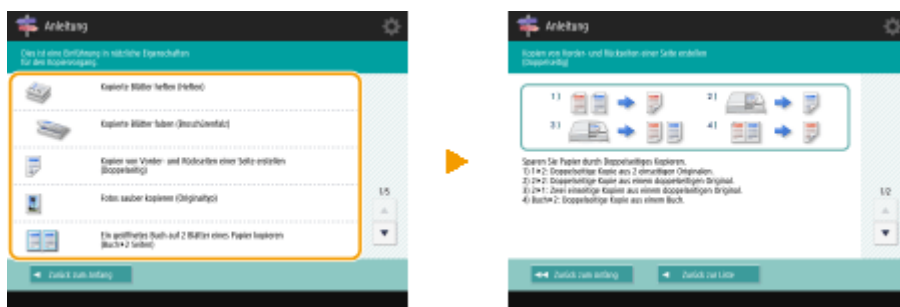 Anleitung
Dies ist eine Einführung in nützliche Eigenschaften
für den Kopiervorgang.
Kopierte Blätter heften (Heften)
Kopierte Blätter falzen (Broschürenfalz)
Kopien von Vorder- und Rückseiten einer Seite erstellen
(Doppelseitig)
Fotos sauber kopieren (Originaltyp)
Ein geöffnetes Buch auf 2 Blätter eines Papier kopieren
(Buch▸2 Seiten)
1/5
Zurück zum Anfang
Anleitung
Kopien von Vorder- und Rückseiten einer Seite erstellen
(Doppelseitig)
1)
2)
3)
4)
Sparen Sie Papier durch Doppelseitiges Kopieren.
1) 1▸2: Doppelseitige Kopie aus 2 einseitigen Originalen.
2) 2▸2: Doppelseitige Kopie aus einem doppelseitigen Original.
3) 2▸1: Zwei einseitige Kopien aus einem doppelseitigen Original.
4) Buch▸2: Doppelseitige Kopie aus einem Buch.
1/2
Zurück zum Anfang
Zurück zur Liste